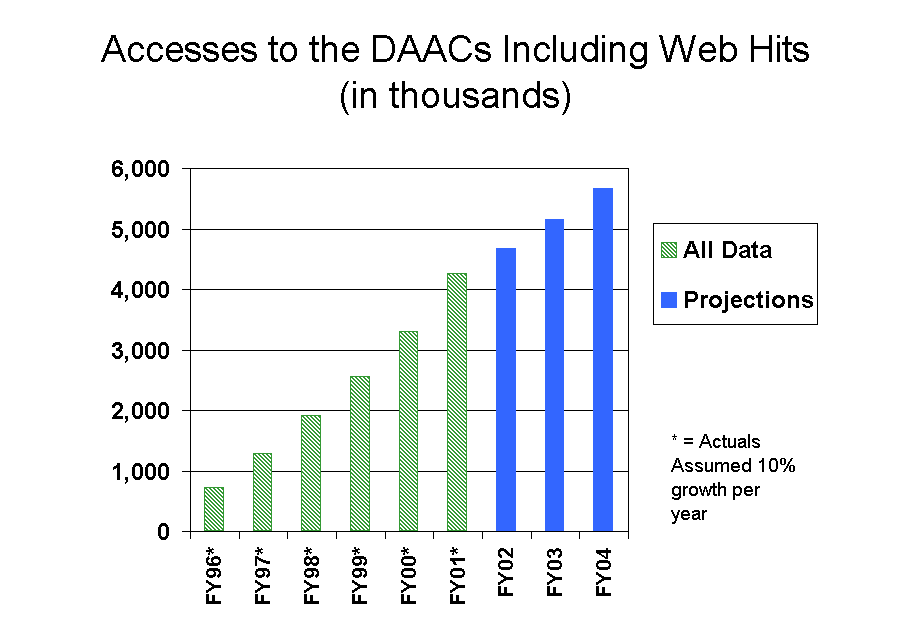 Accesses to the DAACs Including Web Hits
(in thousands)
6,000
5,000
4,000
3,000
2,000
1,000
0
FY96*
FY97*
FY98*
FY99*
FY00*
FY01*
FY02
FY03
FY04
All Data
Projections
* = Actuals
Assumed 10%
growth per
year